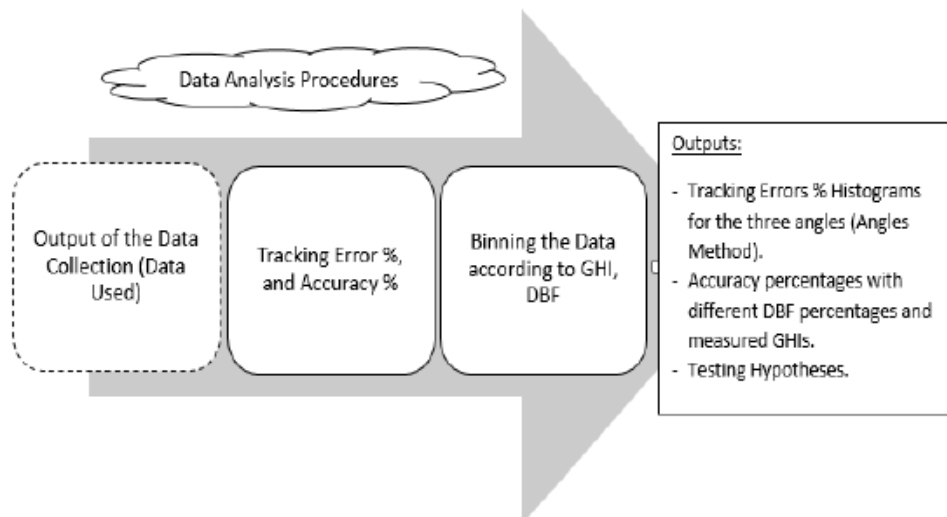 Data Analysis Procedures
Output of the Data
Collection (Data
Used)
Tracking Error %,
and Accuracy %
Binning the Data
according to GHI,
DBF
Outputs:
- Tracking Errors % Histograms
for the three angles (Angles
Method).
- Accuracy percentages with
different DBF percentages and
measured GHIs.
- Testing Hypotheses.